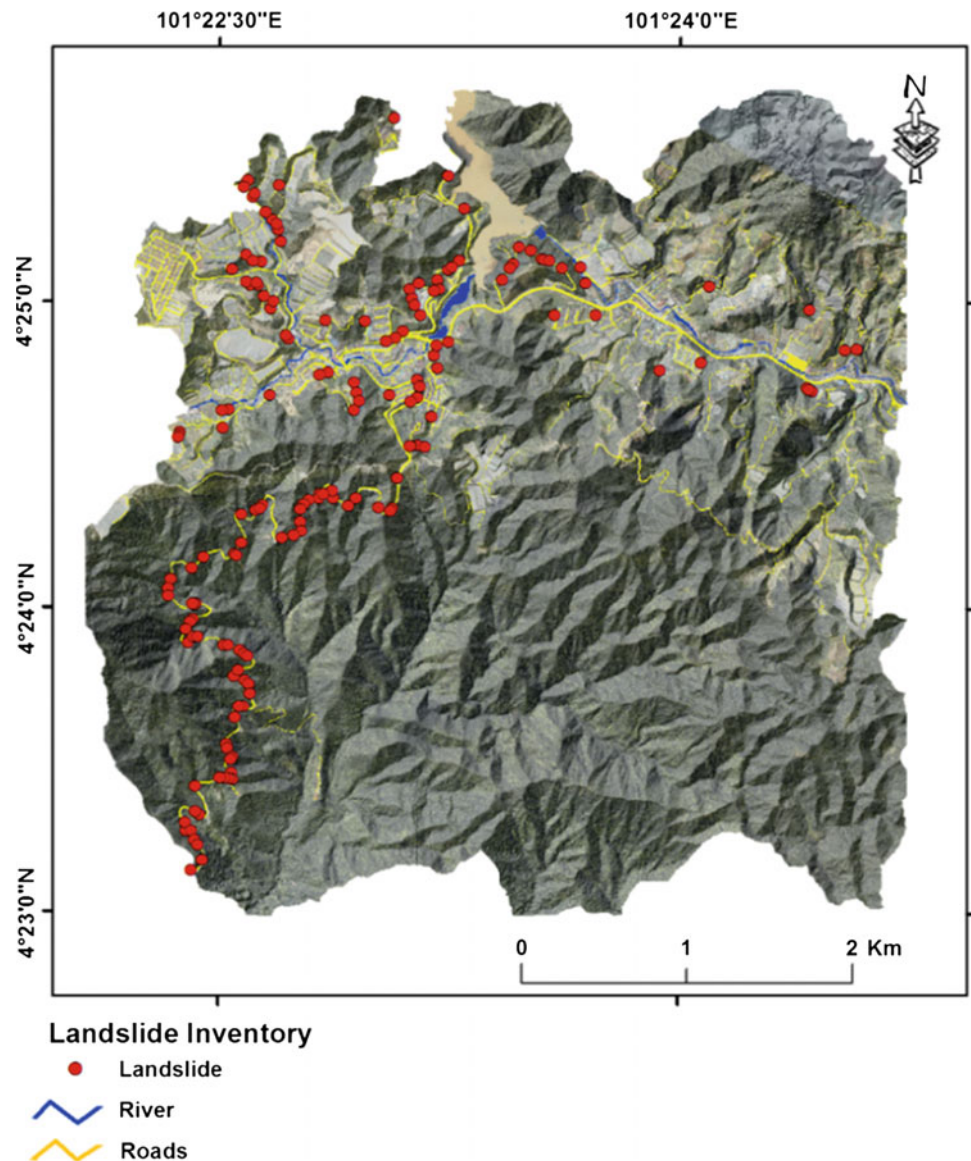 101°22'30"E 101°24'0"E
N
4°25'0"N
4°24'0"N
4°23'0"N
0 1 2 Km
Landslide Inventory
Landslide
River
Roads